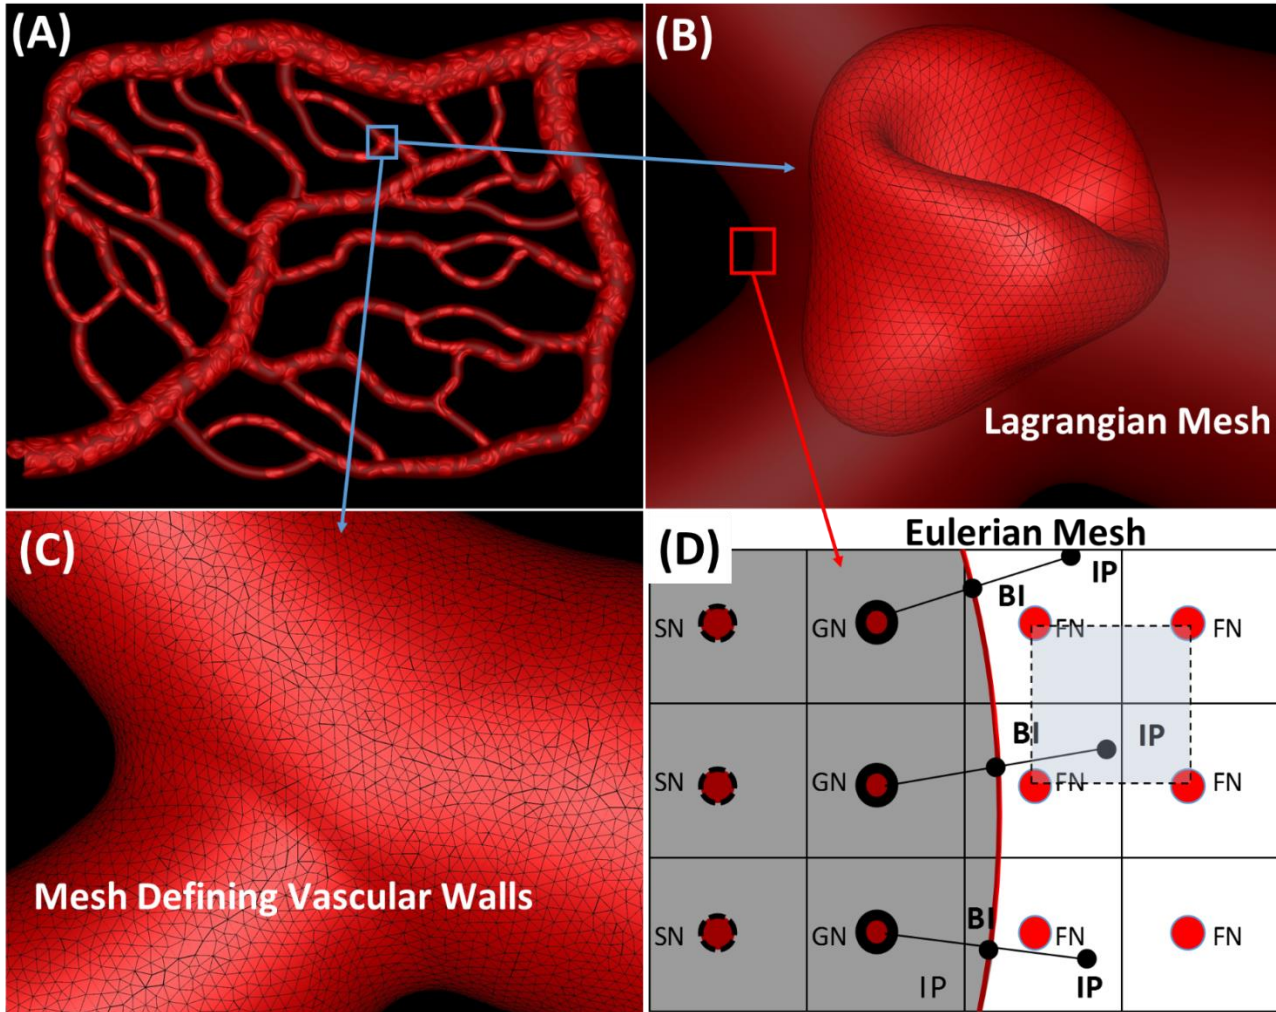 (A)
(B)
Lagrangian Mesh
(C)
Mesh Defining Vascular Walls
(D)
Eulerian Mesh
IP
BI
SN GN FN FN
BI IP
SN GN FN FN
BI
SN GN FN FN
IP IP